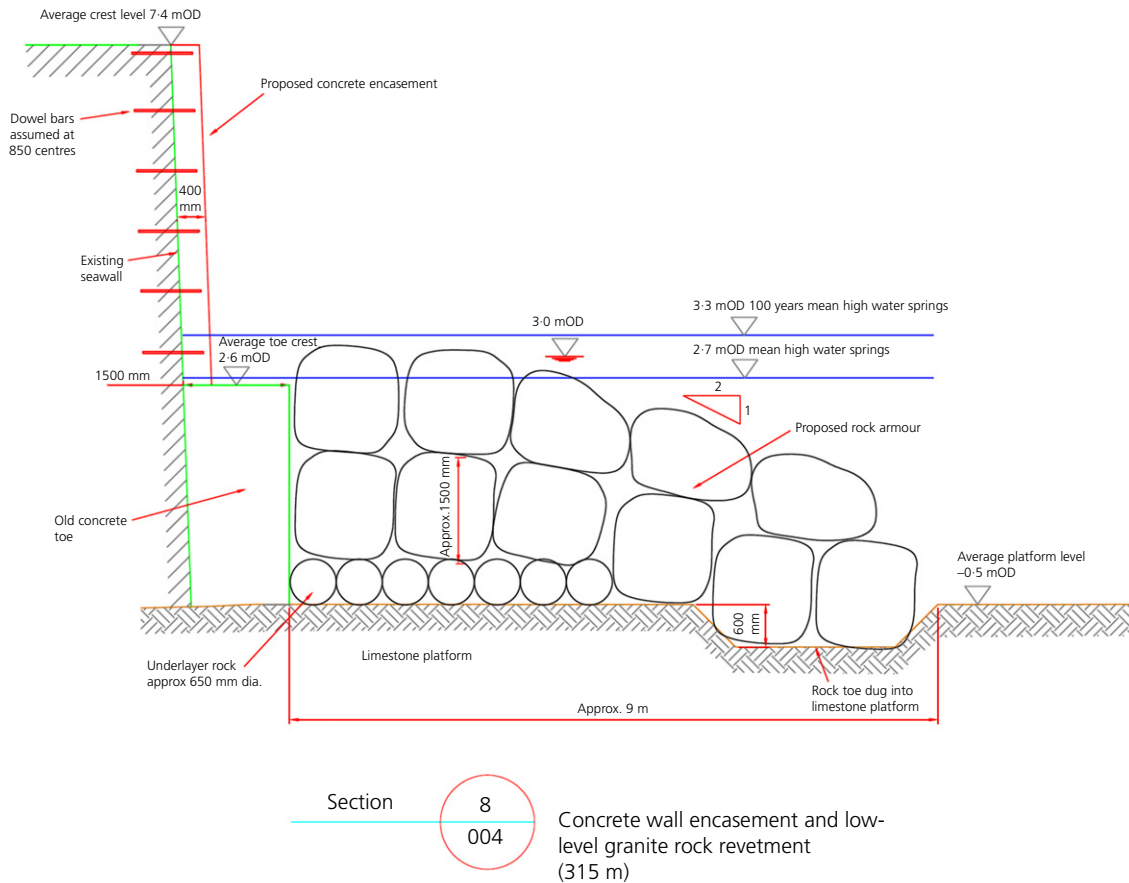 Average crest level 7·4 mOD
Proposed concrete encasement
Dowel bars
assumed at
850 centres
400
mm
Existing
seawall
3·3 mOD 100 years mean high water springs
3·0 mOD
Average toe crest
2·6 mOD
2·7 mOD mean high water springs
1500 mm
2
1
Proposed rock armour
Approx.1500 mm
Old concrete
toe
Average platform level
–0·5 mOD
600
mm
Underlayer rock
approx 650 mm dia.
Limestone platform
Rock toe dug into
limestone platform
Approx. 9 m
Section
8
004
Concrete wall encasement and low-
level granite rock revetment
(315 m)